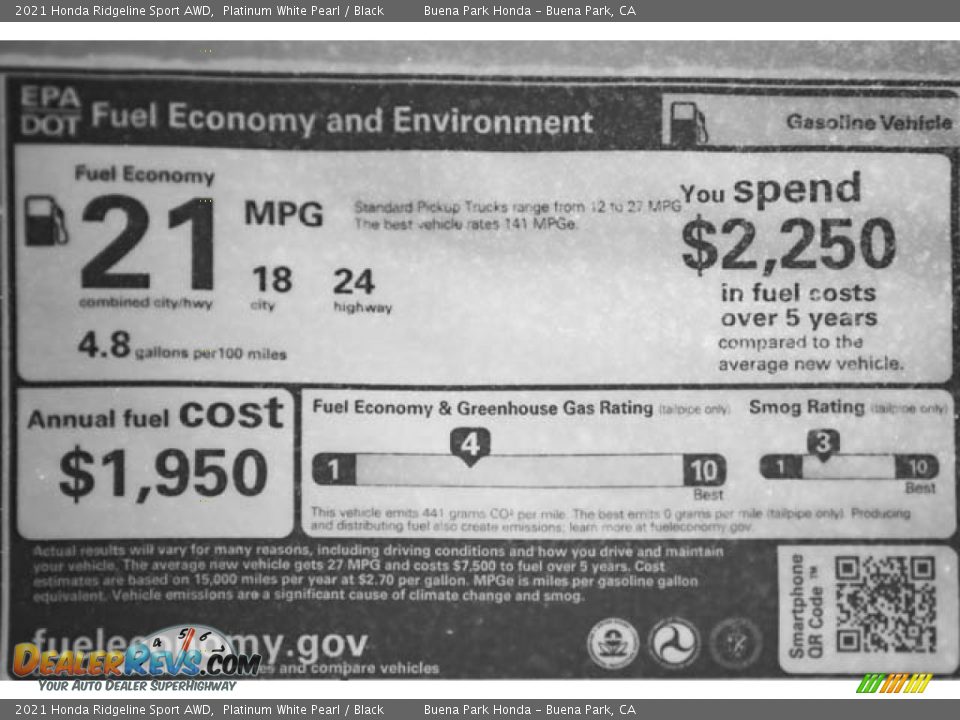 2021 Honda Ridgeline Sport AWD, Platinum White Pearl / Black Buena Park Honda - Buena Park, CA
EPA
DOT
Fuel Economy and Environment
Gasoline Vehicle
Fuel Economy
21 MPG
combined city/hwy
18
city
24
highway
4.8 gallons per 100 miles
Standard Pickup Trucks range from 12 to 27 MPG.
The best vehicle rates 141 MPGe.
You spend
$2,250
in fuel costs
over 5 years
compared to the
average new vehicle.
Annual fuel cost
$1,950
Fuel Economy & Greenhouse Gas Rating (tailpipe only)
4
1 10
Best
Smog Rating (tailpipe only)
3
1 10
Best
This vehicle emits 441 grams CO² per mile. The best emits 0 grams per mile (tailpipe only). Producing
and distributing fuel also create emissions; learn more at fueleconomy.gov.
Actual results will vary for many reasons, including driving conditions and how you drive and maintain
your vehicle. The average new vehicle gets 27 MPG and costs $7,500 to fuel over 5 years. Cost
estimates are based on 15,000 miles per year at $2.70 per gallon. MPGe is miles per gasoline gallon
equivalent. Vehicle emissions are a significant cause of climate change and smog.
Smartphone
QR Code ™
and compare vehicles
4 5 6 7
DealerRevs.com
Your Auto Dealer SuperHighway
2021 Honda Ridgeline Sport AWD, Platinum White Pearl / Black Buena Park Honda - Buena Park, CA